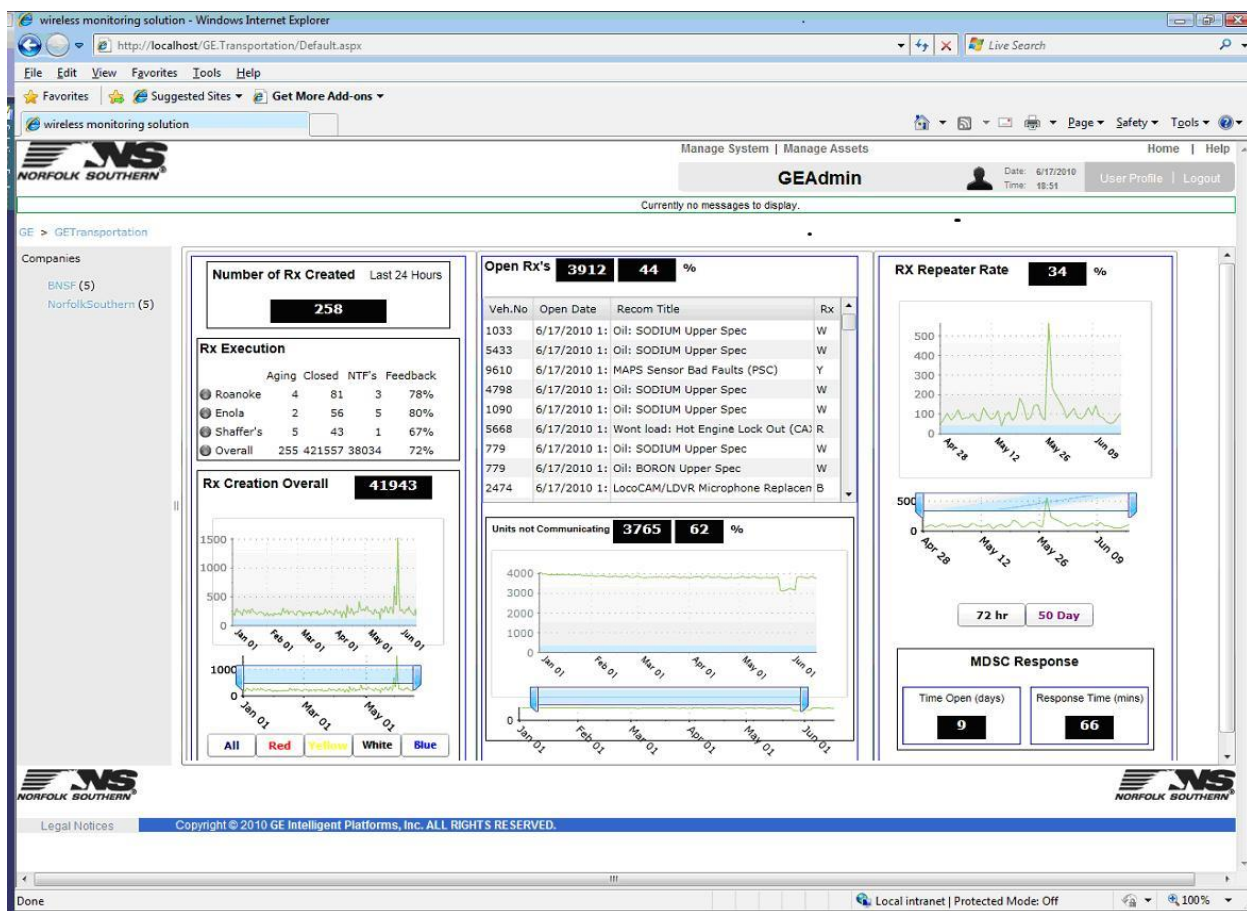 wireless monitoring solution - Windows Internet Explorer
http://localhost/GE.Transportation/Default.aspx
Live Search
File Edit View Favorites Tools Help
Favorites Suggested Sites Get More Add-ons
wireless monitoring solution
Page Safety Tools
NS
NORFOLK SOUTHERN®
Manage System | Manage Assets
Home | Help
GEAdmin
Date: 6/17/2010
Time: 18:51
User Profile | Logout
Currently no messages to display.
GE > GETransportation
Companies
BNSF (5)
NorfolkSouthern (5)
Number of Rx Created Last 24 Hours
258
Rx Execution
Aging Closed NTF's Feedback
Roanoke 4 81 3 78%
Enola 2 56 5 80%
Shaffer's 5 43 1 67%
Overall 255 421557 38034 72%
Rx Creation Overall 41943
1500
1000
500
0
Jan 01 Feb 01 Mar 01 Apr 01 May 01 Jun 01
1000
0
Jan 01 Mar 01 May 01
All Red Yellow White Blue
Open Rx's 3912 44 %
Veh.No Open Date Recom Title Rx
1033 6/17/2010 1: Oil: SODIUM Upper Spec W
5433 6/17/2010 1: Oil: SODIUM Upper Spec W
9610 6/17/2010 1: MAPS Sensor Bad Faults (PSC) Y
4798 6/17/2010 1: Oil: SODIUM Upper Spec W
1090 6/17/2010 1: Oil: SODIUM Upper Spec W
5668 6/17/2010 1: Wont load: Hot Engine Lock Out (CA R
779 6/17/2010 1: Oil: SODIUM Upper Spec W
779 6/17/2010 1: Oil: BORON Upper Spec W
2474 6/17/2010 1: LocoCAM/LDVR Microphone Replacem B
Units not Communicating 3765 62 %
4000
3000
2000
1000
0
Jan 01 Feb 01 Mar 01 Apr 01 May 01 Jun 01
0
Jan 01 Feb 01 Mar 01 Apr 01 May 01 Jun 01
RX Repeater Rate 34 %
500
400
300
200
100
0
Apr 28 May 12 May 26 Jun 09
500
0
Apr 28 May 12 May 26 Jun 09
72 hr 50 Day
MDSC Response
Time Open (days) Response Time (mins)
9 66
NS
NORFOLK SOUTHERN®
NS
NORFOLK SOUTHERN®
Legal Notices Copyright © 2010 GE Intelligent Platforms, Inc. ALL RIGHTS RESERVED.
Done
Local intranet | Protected Mode: Off
100%